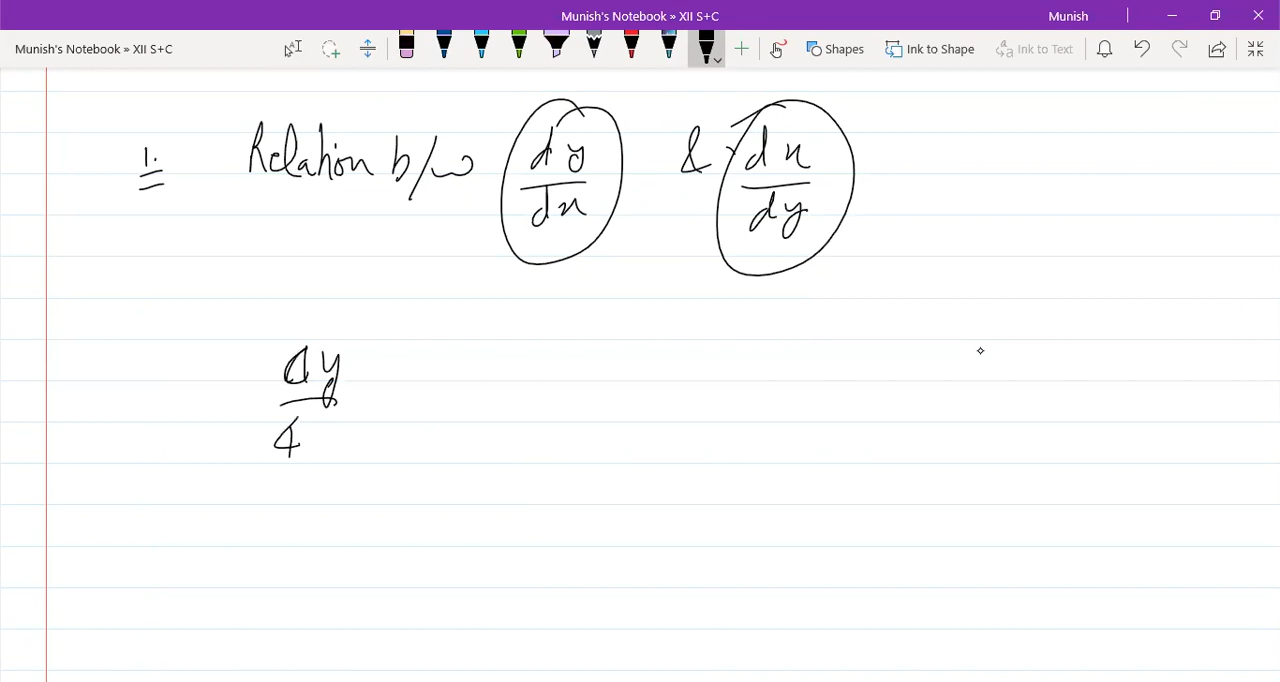 Munish's Notebook » XII S+C
Munish
Munish's Notebook » XII S+C
Shapes
Ink to Shape
Ink to Text
1. Relation b/w dy/dx & dx/dy
dy
d